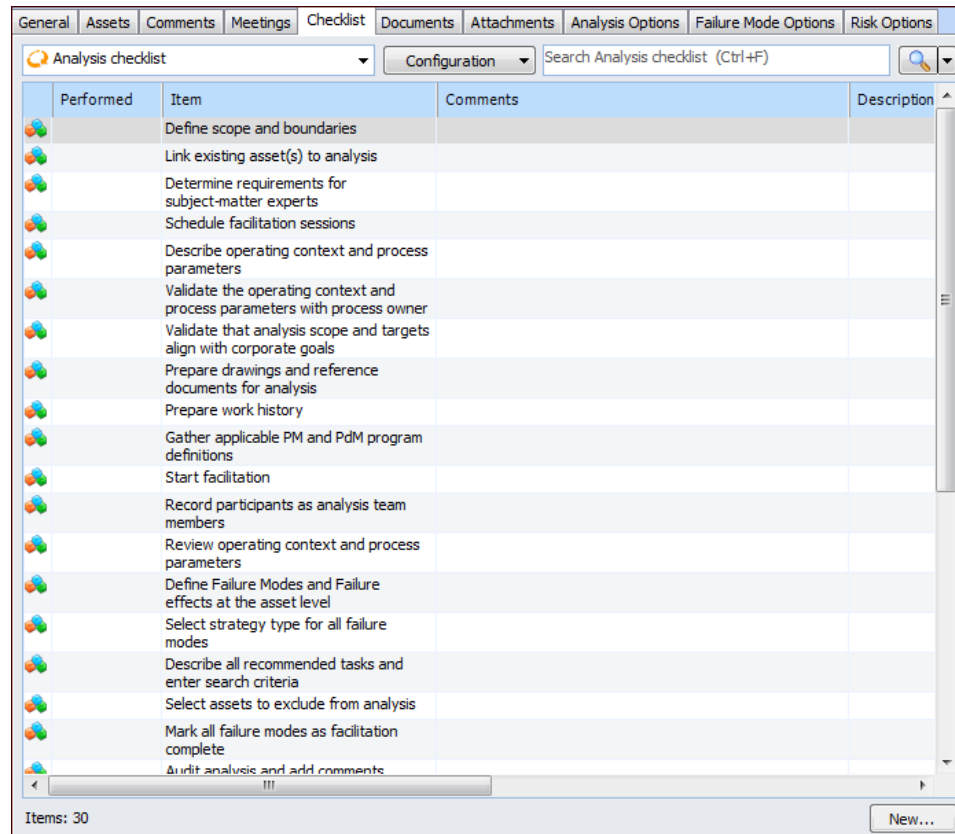 General Assets Comments Meetings Checklist Documents Attachments Analysis Options Failure Mode Options Risk Options
Analysis checklist Configuration Search Analysis checklist (Ctrl+F)
Performed Item Comments Description
Define scope and boundaries
Link existing asset(s) to analysis
Determine requirements for
subject-matter experts
Schedule facilitation sessions
Describe operating context and process
parameters
Validate the operating context and
process parameters with process owner
Validate that analysis scope and targets
align with corporate goals
Prepare drawings and reference
documents for analysis
Prepare work history
Gather applicable PM and PdM program
definitions
Start facilitation
Record participants as analysis team
members
Review operating context and process
parameters
Define Failure Modes and Failure
effects at the asset level
Select strategy type for all failure
modes
Describe all recommended tasks and
enter search criteria
Select assets to exclude from analysis
Mark all failure modes as facilitation
complete
Audit analysis and add comments
Items: 30 New...